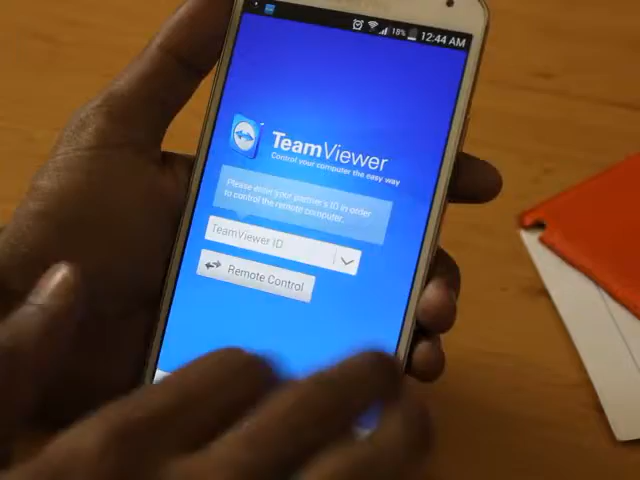 18% 12:44 AM
TeamViewer
Control your computer the easy way
Please enter your partner's ID in order
to control the remote computer.
TeamViewer ID
Remote Control